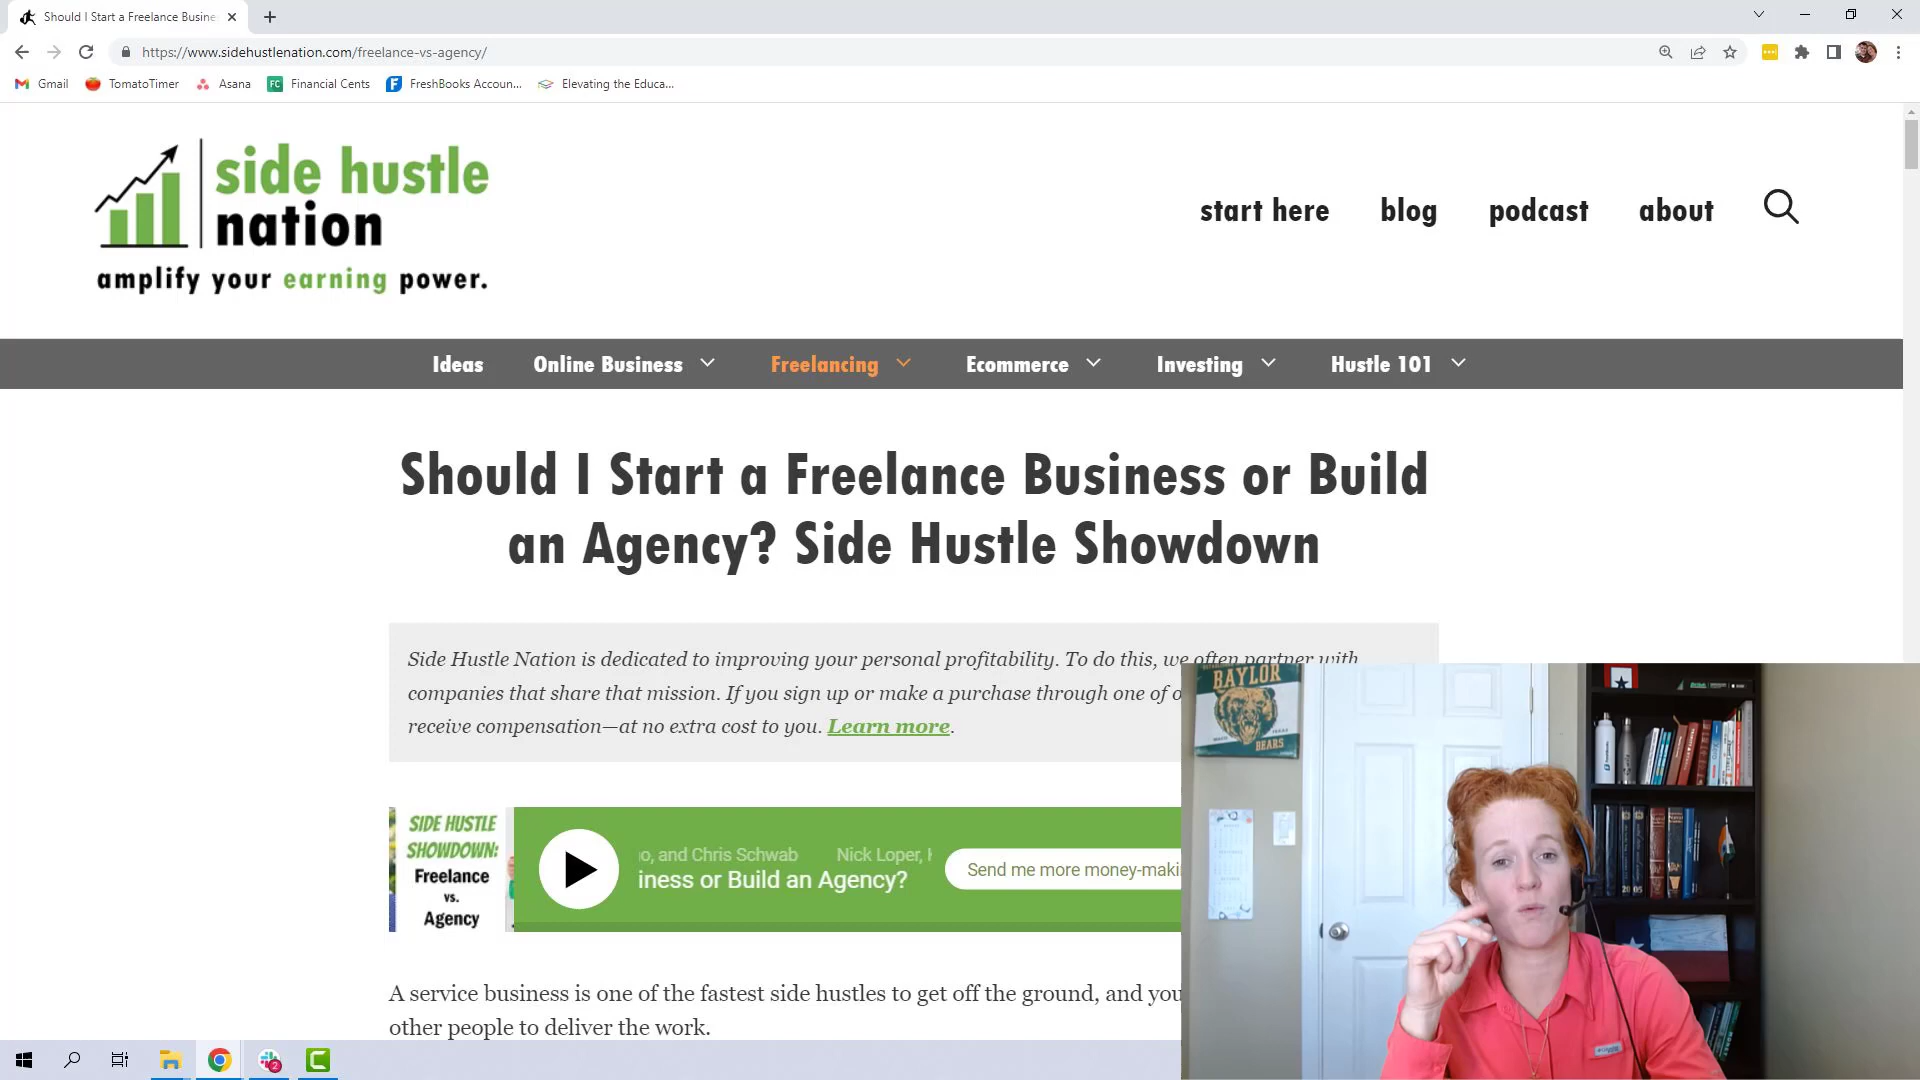 Should I Start a Freelance Busine
https://www.sidehustlenation.com/freelance-vs-agency/
Gmail
TomatoTimer
Asana
FC Financial Cents
F FreshBooks Accoun...
Elevating the Educa...
side hustle
nation
amplify your earning power.
start here
blog
podcast
about
Ideas
Online Business
Freelancing
Ecommerce
Investing
Hustle 101
Should I Start a Freelance Business or Build
an Agency? Side Hustle Showdown
Side Hustle Nation is dedicated to improving your personal profitability. To do this, we often partner with
companies that share that mission. If you sign up or make a purchase through one of o
receive compensation—at no extra cost to you. Learn more.
SIDE HUSTLE
SHOWDOWN:
Freelance
vs.
Agency
o, and Chris Schwab
Nick Loper,
iness or Build an Agency?
Send me more money-maki
A service business is one of the fastest side hustles to get off the ground, and you
other people to deliver the work.
BAYLOR
BEARS
2005
2